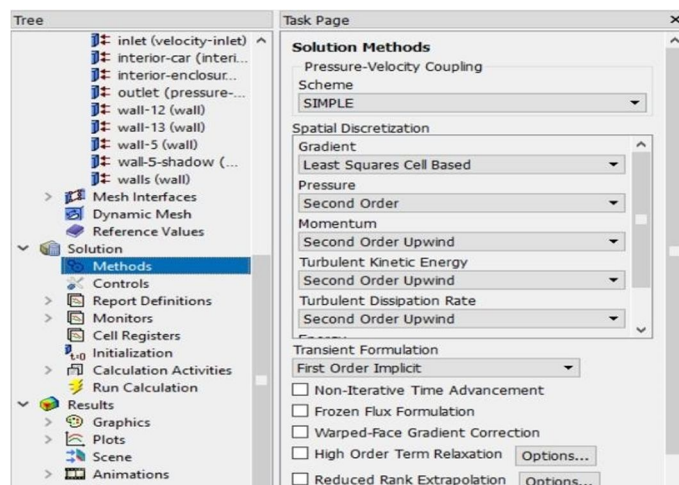 Tree
inlet (velocity-inlet)
interior-car (interi...
interior-enclosur...
outlet (pressure-...
wall-12 (wall)
wall-13 (wall)
wall-5 (wall)
wall-5-shadow (...
walls (wall)
Mesh Interfaces
Dynamic Mesh
Reference Values
Solution
Methods
Controls
Report Definitions
Monitors
Cell Registers
t=0 Initialization
Calculation Activities
Run Calculation
Results
Graphics
Plots
Scene
Animations
Task Page
Solution Methods
Pressure-Velocity Coupling
Scheme
SIMPLE
Spatial Discretization
Gradient
Least Squares Cell Based
Pressure
Second Order
Momentum
Second Order Upwind
Turbulent Kinetic Energy
Second Order Upwind
Turbulent Dissipation Rate
Second Order Upwind
Energy
Transient Formulation
First Order Implicit
Non-Iterative Time Advancement
Frozen Flux Formulation
Warped-Face Gradient Correction
High Order Term Relaxation Options...
Reduced Rank Extrapolation Options...